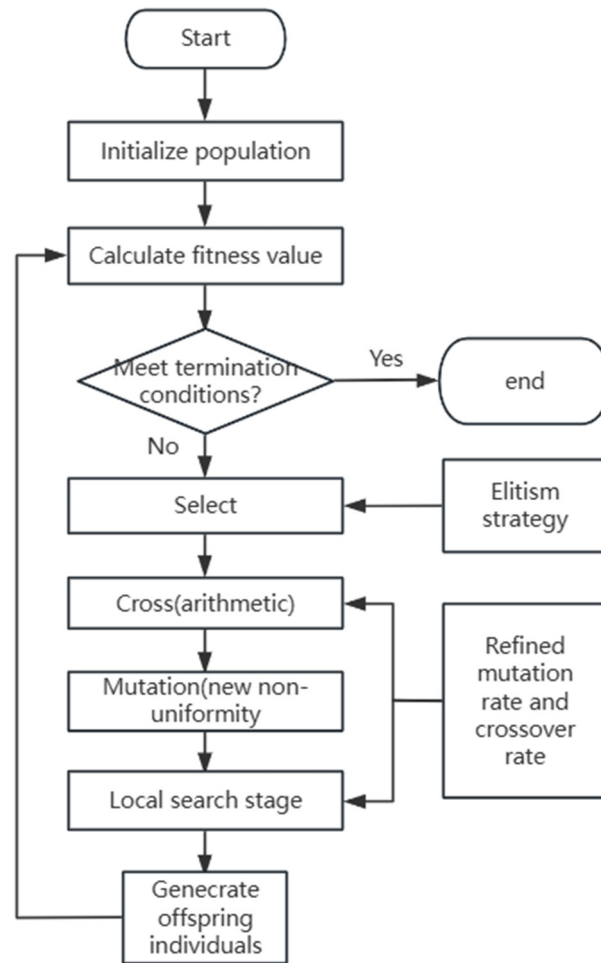 Start
Initialize population
Calculate fitness value
Meet termination
conditions?
Yes
end
No
Select
Elitism
strategy
Cross(arithmetic)
Mutation(new non-
uniformity
Refined
mutation
rate and
crossover
rate
Local search stage
Genecrate
offspring
individuals